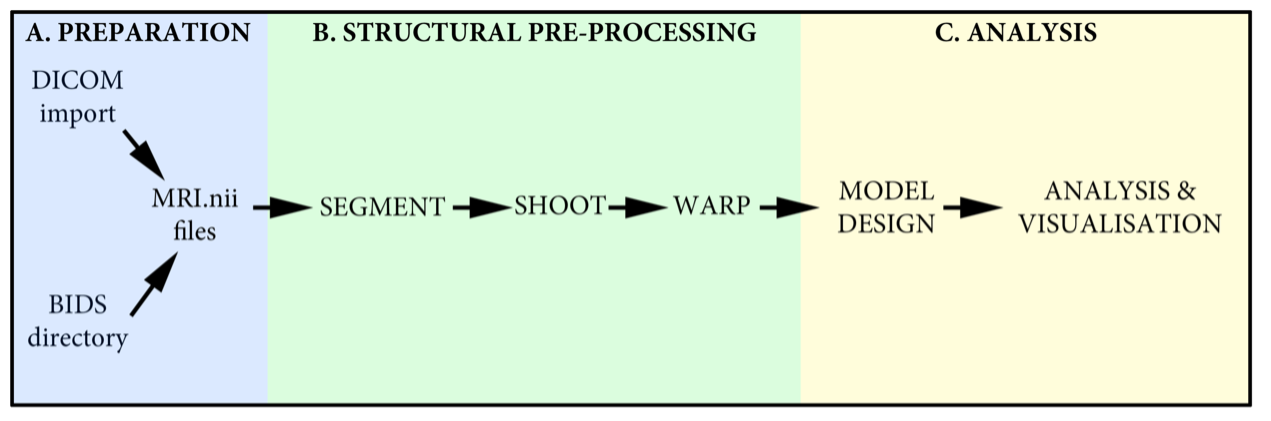 A. PREPARATION
DICOM
import
MRI.nii
files
BIDS
directory
B. STRUCTURAL PRE-PROCESSING
SEGMENT
SHOOT
WARP
C. ANALYSIS
MODEL
DESIGN
ANALYSIS &
VISUALISATION